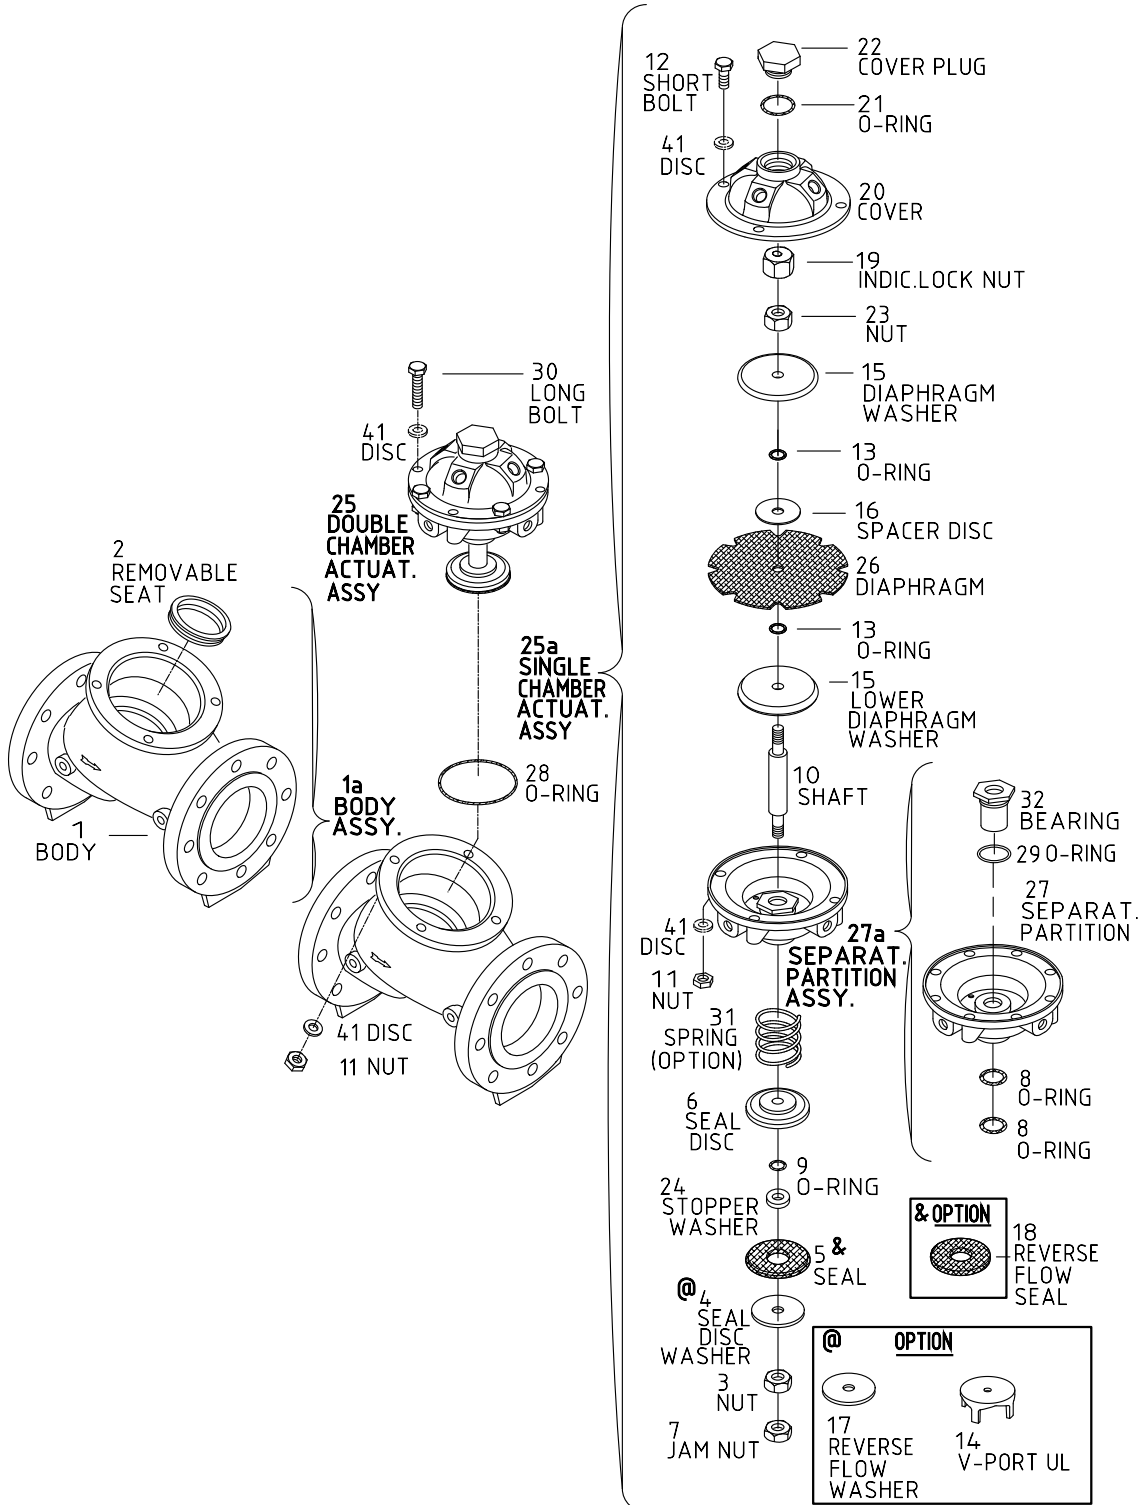 22
COVER PLUG
12
SHORT
BOLT
21
O-RING
41
DISC
20
COVER
19
INDIC.LOCK NUT
23
NUT
15
DIAPHRAGM
WASHER
13
O-RING
16
SPACER DISC
26
DIAPHRAGM
13
O-RING
15
LOWER
DIAPHRAGM
WASHER
10
SHAFT
30
LONG
BOLT
41
DISC
25
DOUBLE
CHAMBER
ACTUAT.
ASSY
2
REMOVABLE
SEAT
25a
SINGLE
CHAMBER
ACTUAT.
ASSY
28
O-RING
1a
BODY
ASSY.
1
BODY
41 DISC
11 NUT
32
BEARING
29 O-RING
27
SEPARAT.
PARTITION
41
DISC
11
NUT
27a
SEPARAT.
PARTITION
ASSY.
31
SPRING
(OPTION)
8
O-RING
8
O-RING
6
SEAL
DISC
9
O-RING
24
STOPPER
WASHER
5 &
SEAL
& OPTION
18
REVERSE
FLOW
SEAL
@ 4
SEAL
DISC
WASHER
3
NUT
7
JAM NUT
@ OPTION
17
REVERSE
FLOW
WASHER
14
V-PORT UL